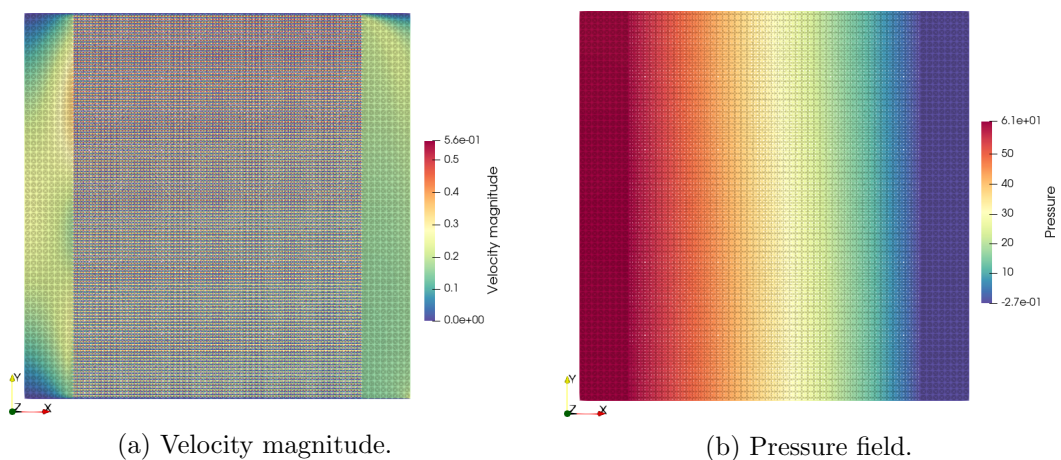 5.6e-01
0.5
0.4
0.3
0.2
0.1
0.0e+00
Velocity magnitude
Y
Z
X
(a) Velocity magnitude.
6.1e+01
50
40
30
20
10
-2.7e-01
Pressure
Y
Z
X
(b) Pressure field.